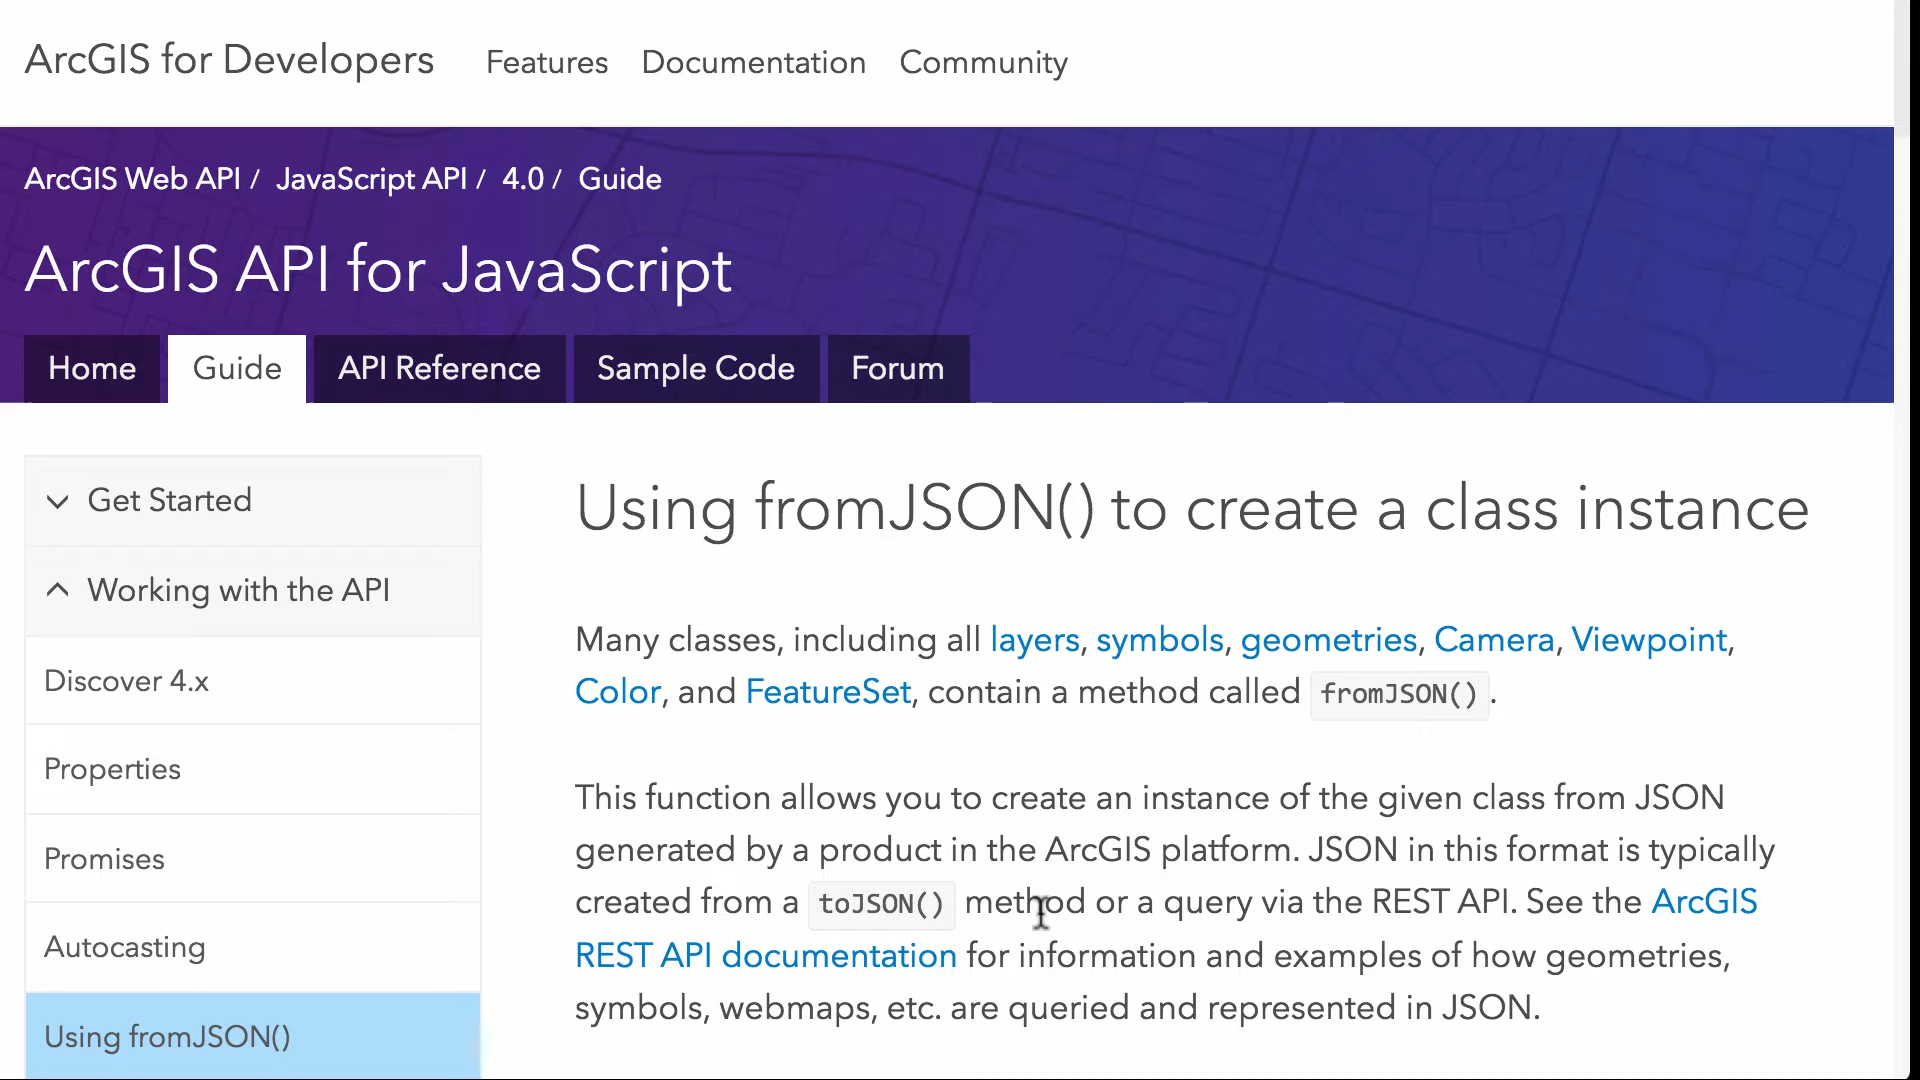 ArcGIS for Developers Features Documentation Community
ArcGIS Web API / JavaScript API / 4.0 / Guide
ArcGIS API for JavaScript
Home Guide API Reference Sample Code Forum
Get Started
Working with the API
Discover 4.x
Properties
Promises
Autocasting
Using fromJSON()
Using fromJSON() to create a class instance
Many classes, including all layers, symbols, geometries, Camera, Viewpoint,
Color, and FeatureSet, contain a method called fromJSON().
This function allows you to create an instance of the given class from JSON
generated by a product in the ArcGIS platform. JSON in this format is typically
created from a toJSON() method or a query via the REST API. See the ArcGIS
REST API documentation for information and examples of how geometries,
symbols, webmaps, etc. are queried and represented in JSON.